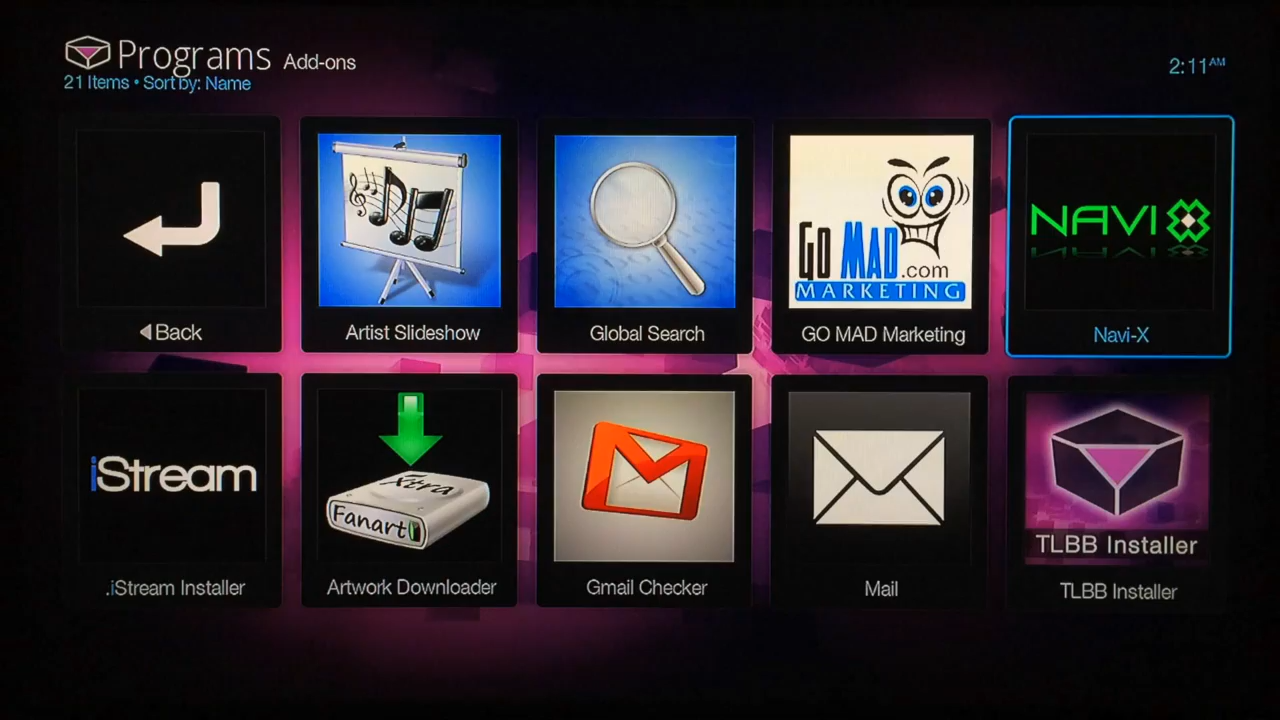 Programs Add-ons
21 Items • Sort by: Name
2:11AM
GO MAD.com
MARKETING
NAVI X
Back
Artist Slideshow
Global Search
GO MAD Marketing
Navi-X
iStream
Xtra
Fanart
TLBB Installer
.iStream Installer
Artwork Downloader
Gmail Checker
Mail
TLBB Installer